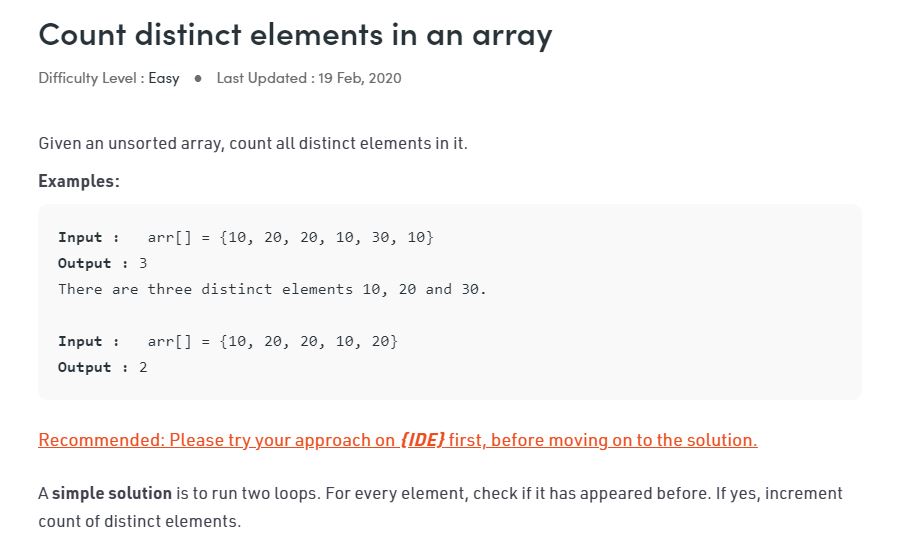 Count distinct elements in an array
Difficulty Level : Easy ● Last Updated : 19 Feb, 2020
Given an unsorted array, count all distinct elements in it.
Examples:
Input :   arr[] = {10, 20, 20, 10, 30, 10}
Output : 3
There are three distinct elements 10, 20 and 30.
Input :   arr[] = {10, 20, 20, 10, 20}
Output : 2
Recommended: Please try your approach on {IDE} first, before moving on to the solution.
A simple solution is to run two loops. For every element, check if it has appeared before. If yes, increment
count of distinct elements.